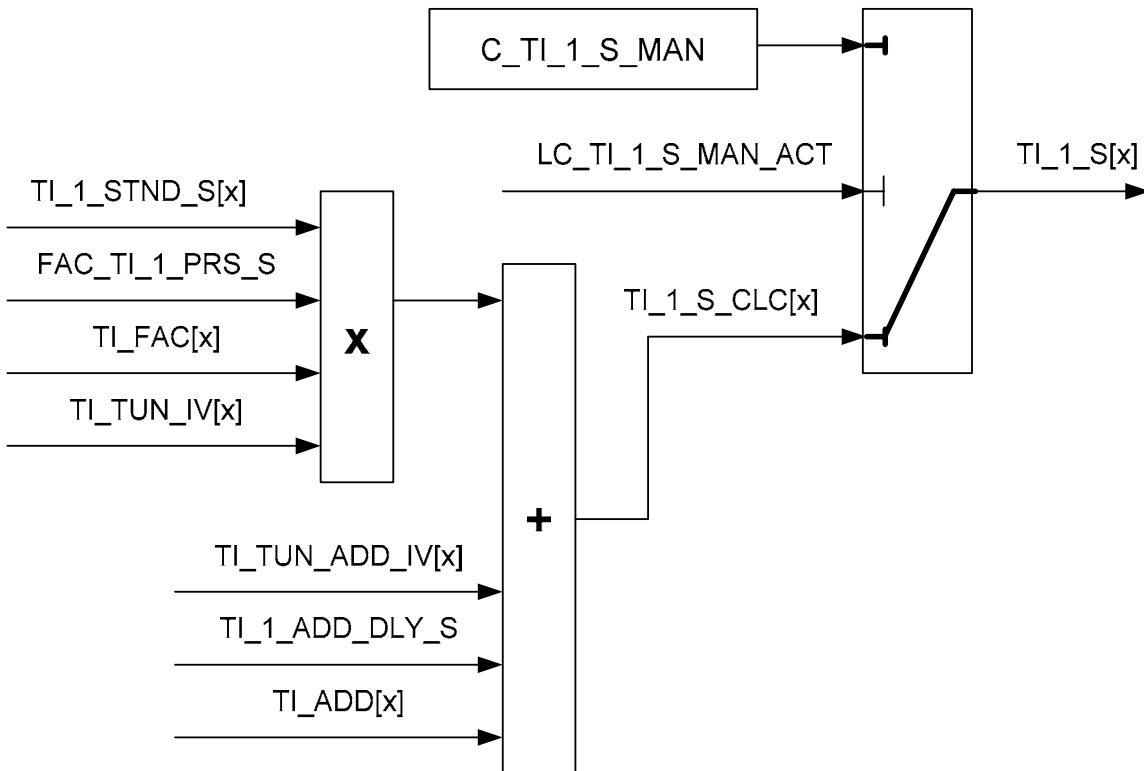 C_TI_1_S_MAN
LC_TI_1_S_MAN_ACT
TI_1_S[x]
TI_1_STND_S[x]
FAC_TI_1_PRS_S
TI_1_S_CLC[x]
TI_FAC[x]
x
TI_TUN_IV[x]
+
TI_TUN_ADD_IV[x]
TI_1_ADD_DLY_S
TI_ADD[x]